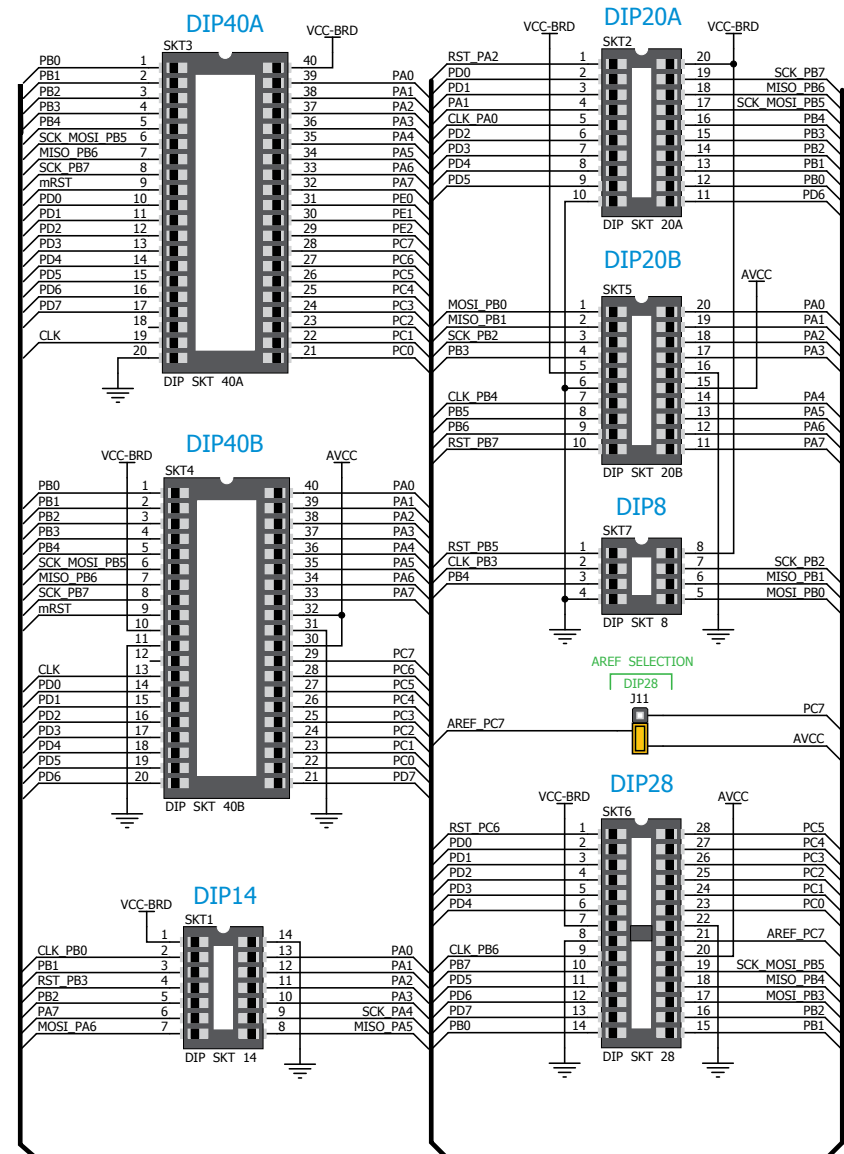 DIP40A
SKT3
VCC-BRD
PB0 1 40
PB1 2 39 PA0
PB2 3 38 PA1
PB3 4 37 PA2
PB4 5 36 PA3
SCK_MOSI_PB5 6 35 PA4
MISO_PB6 7 34 PA5
SCK_PB7 8 33 PA6
mRST 9 32 PA7
PD0 10 31 PE0
PD1 11 30 PE1
PD2 12 29 PE2
PD3 13 28 PC7
PD4 14 27 PC6
PD5 15 26 PC5
PD6 16 25 PC4
PD7 17 24 PC3
18 23 PC2
CLK 19 22 PC1
20 21 PC0
DIP SKT 40A
DIP40B
VCC-BRD
SKT4
AVCC
PB0 1 40 PA0
PB1 2 39 PA1
PB2 3 38 PA2
PB3 4 37 PA3
PB4 5 36 PA4
SCK_MOSI_PB5 6 35 PA5
MISO_PB6 7 34 PA6
SCK_PB7 8 33 PA7
mRST 9 32
10 31
11 30
12 29 PC7
CLK 13 28 PC6
PD0 14 27 PC5
PD1 15 26 PC4
PD2 16 25 PC3
PD3 17 24 PC2
PD4 18 23 PC1
PD5 19 22 PC0
PD6 20 21 PD7
DIP SKT 40B
DIP14
VCC-BRD
SKT1
1 14
CLK_PB0 2 13 PA0
PB1 3 12 PA1
RST_PB3 4 11 PA2
PB2 5 10 PA3
PA7 6 9 SCK_PA4
MOSI_PA6 7 8 MISO_PA5
DIP SKT 14
DIP20A
VCC-BRD
SKT2
VCC-BRD
RST_PA2 1 20
PD0 2 19 SCK_PB7
PD1 3 18 MISO_PB6
PA1 4 17 SCK_MOSI_PB5
CLK_PA0 5 16 PB4
PD2 6 15 PB3
PD3 7 14 PB2
PD4 8 13 PB1
PD5 9 12 PB0
10 11 PD6
DIP SKT 20A
DIP20B
SKT5
AVCC
MOSI_PB0 1 20 PA0
MISO_PB1 2 19 PA1
SCK_PB2 3 18 PA2
PB3 4 17 PA3
5 16
6 15
CLK_PB4 7 14 PA4
PB5 8 13 PA5
PB6 9 12 PA6
RST_PB7 10 11 PA7
DIP SKT 20B
DIP8
SKT7
RST_PB5 1 8
CLK_PB3 2 7 SCK_PB2
PB4 3 6 MISO_PB1
4 5 MOSI_PB0
DIP SKT 8
AREF SELECTION
DIP28
J11
PC7
AREF_PC7
AVCC
DIP28
VCC-BRD
SKT6
AVCC
RST_PC6 1 28 PC5
PD0 2 27 PC4
PD1 3 26 PC3
PD2 4 25 PC2
PD3 5 24 PC1
PD4 6 23 PC0
7 22
8 21 AREF_PC7
CLK_PB6 9 20
PB7 10 19 SCK_MOSI_PB5
PD5 11 18 MISO_PB4
PD6 12 17 MOSI_PB3
PD7 13 16 PB2
PB0 14 15 PB1
DIP SKT 28